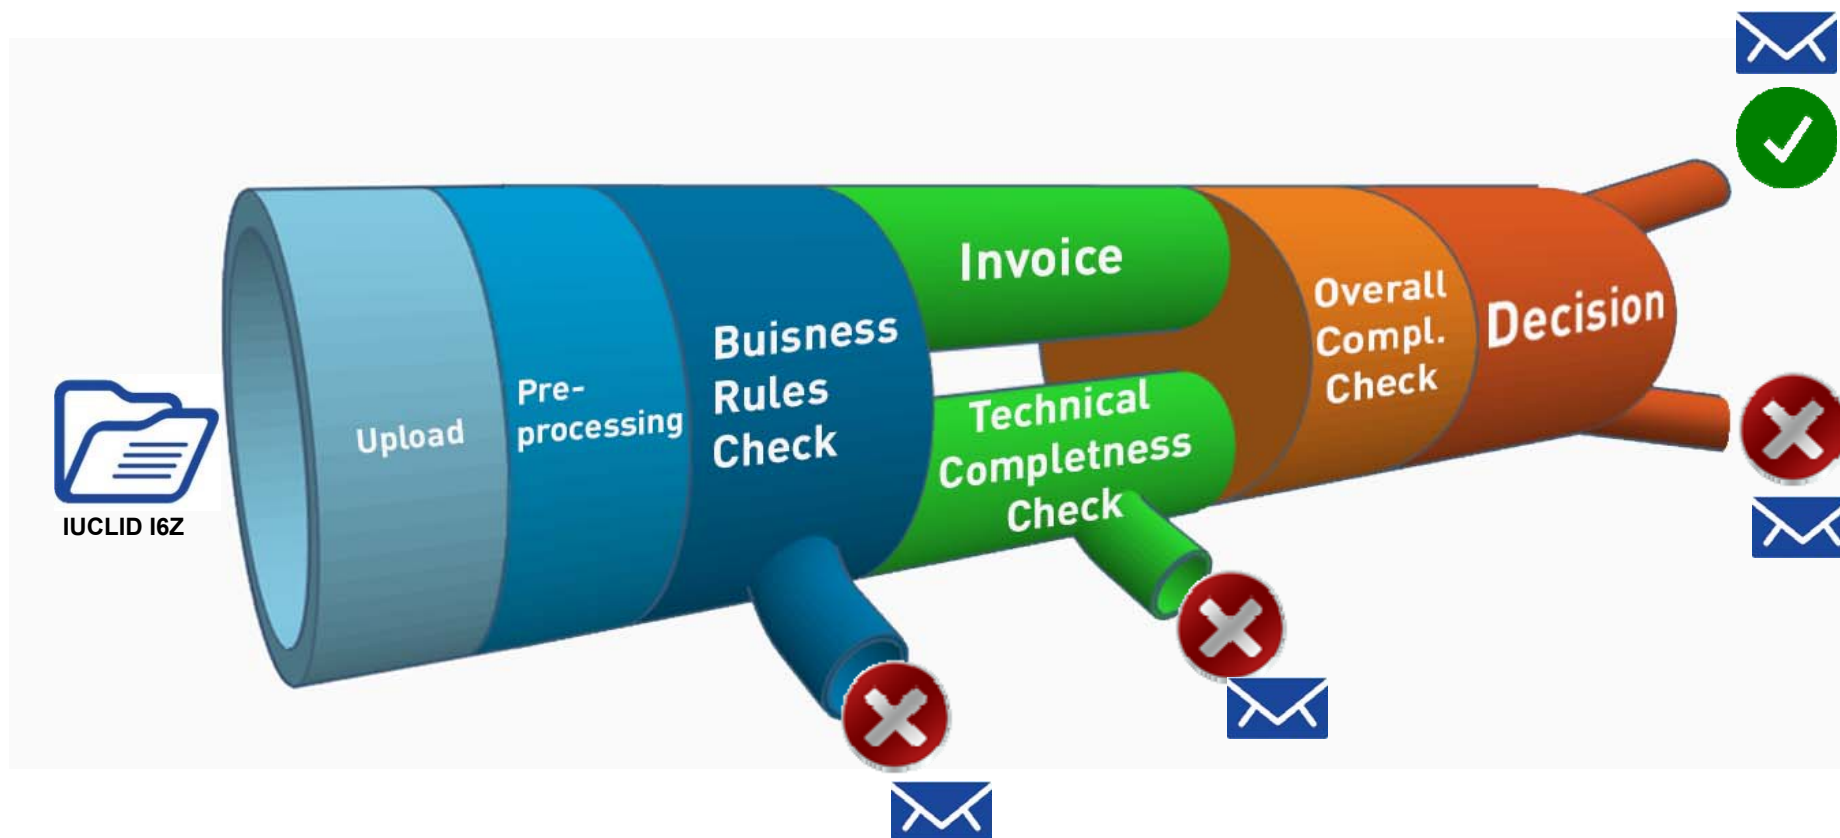 IUCLID I6Z
Upload
Pre-
processing
Buisness
Rules
Check
Invoice
Technical
Completness
Check
Overall
Compl.
Check
Decision